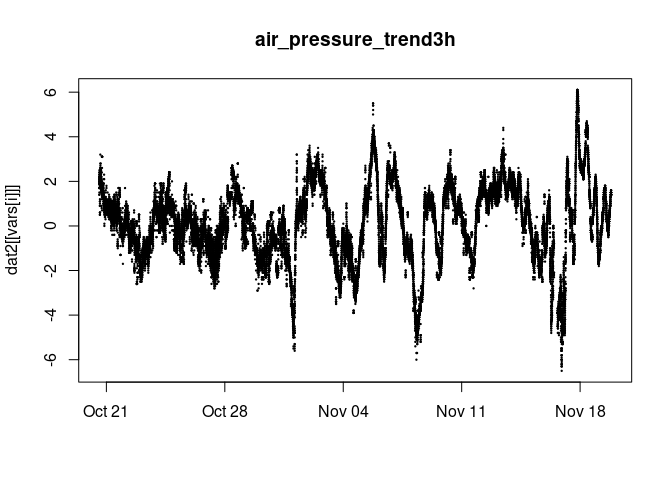 air_pressure_trend3h
dat2[[vars[i]]]
6
4
2
0
-2
-4
-6
Oct 21
Oct 28
Nov 04
Nov 11
Nov 18